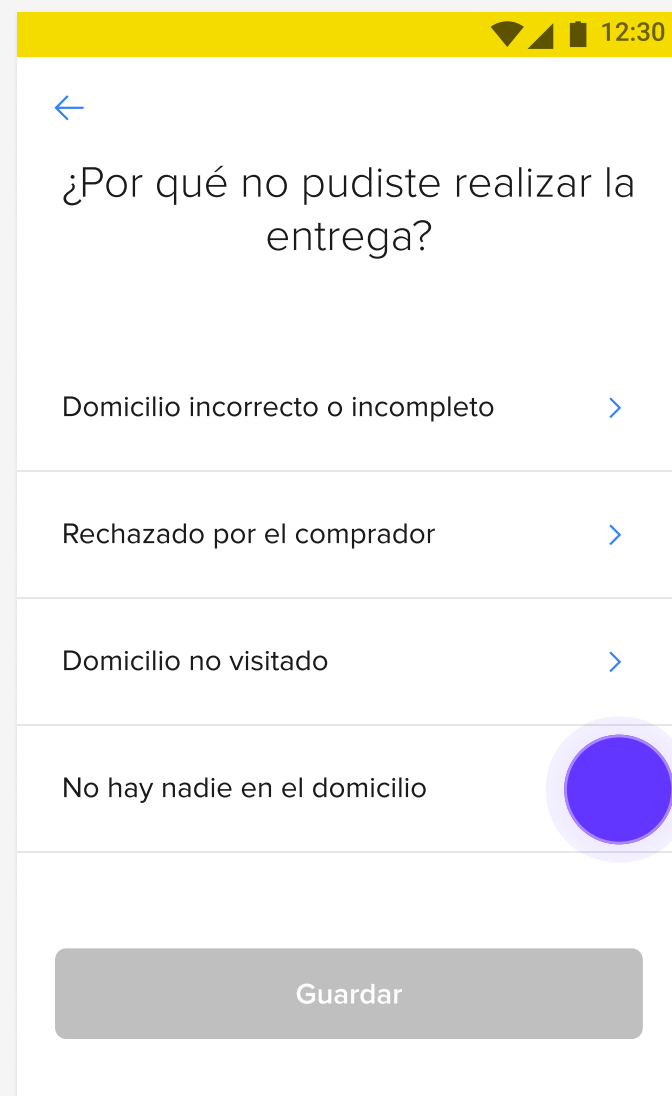 12:30
¿Por qué no pudiste realizar la
entrega?
Domicilio incorrecto o incompleto
Rechazado por el comprador
Domicilio no visitado
No hay nadie en el domicilio
Guardar